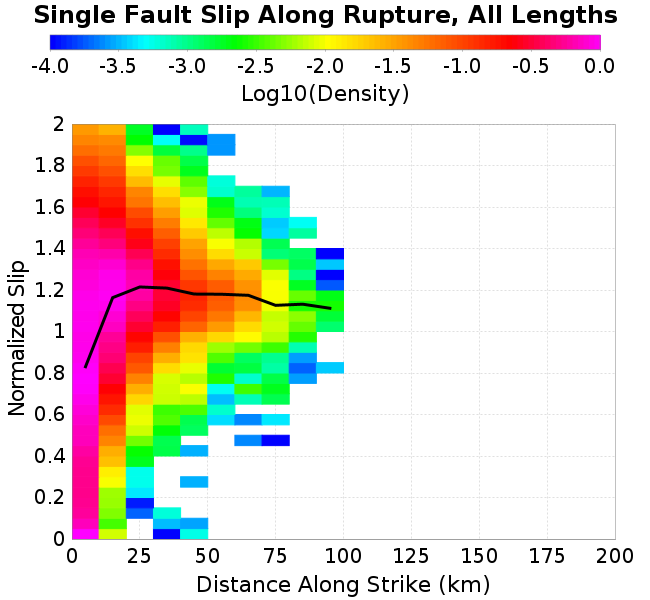 Single Fault Slip Along Rupture, All Lengths
-4.0 -3.5 -3.0 -2.5 -2.0 -1.5 -1.0 -0.5 0.0
Log10(Density)
Normalized Slip
2
1.8
1.6
1.4
1.2
1
0.8
0.6
0.4
0.2
0
0 25 50 75 100 125 150 175 200
Distance Along Strike (km)